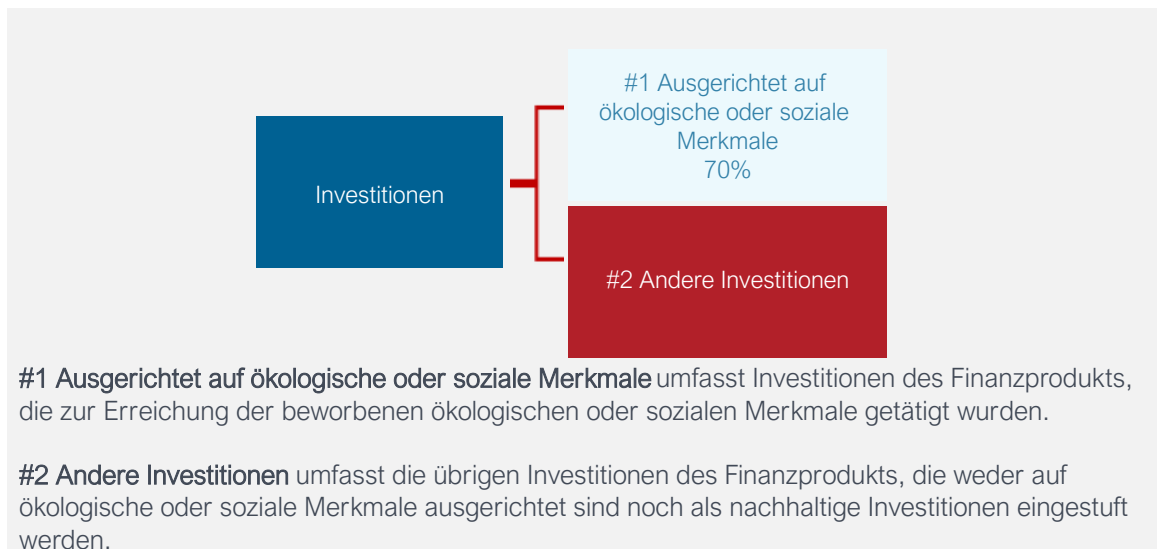 #1 Ausgerichtet auf
ökologische oder soziale
Merkmale
70%
Investitionen
#2 Andere Investitionen
#1 Ausgerichtet auf ökologische oder soziale Merkmale umfasst Investitionen des Finanzprodukts,
die zur Erreichung der beworbenen ökologischen oder sozialen Merkmale getätigt wurden.
#2 Andere Investitionen umfasst die übrigen Investitionen des Finanzprodukts, die weder auf
ökologische oder soziale Merkmale ausgerichtet sind noch als nachhaltige Investitionen eingestuft
werden.